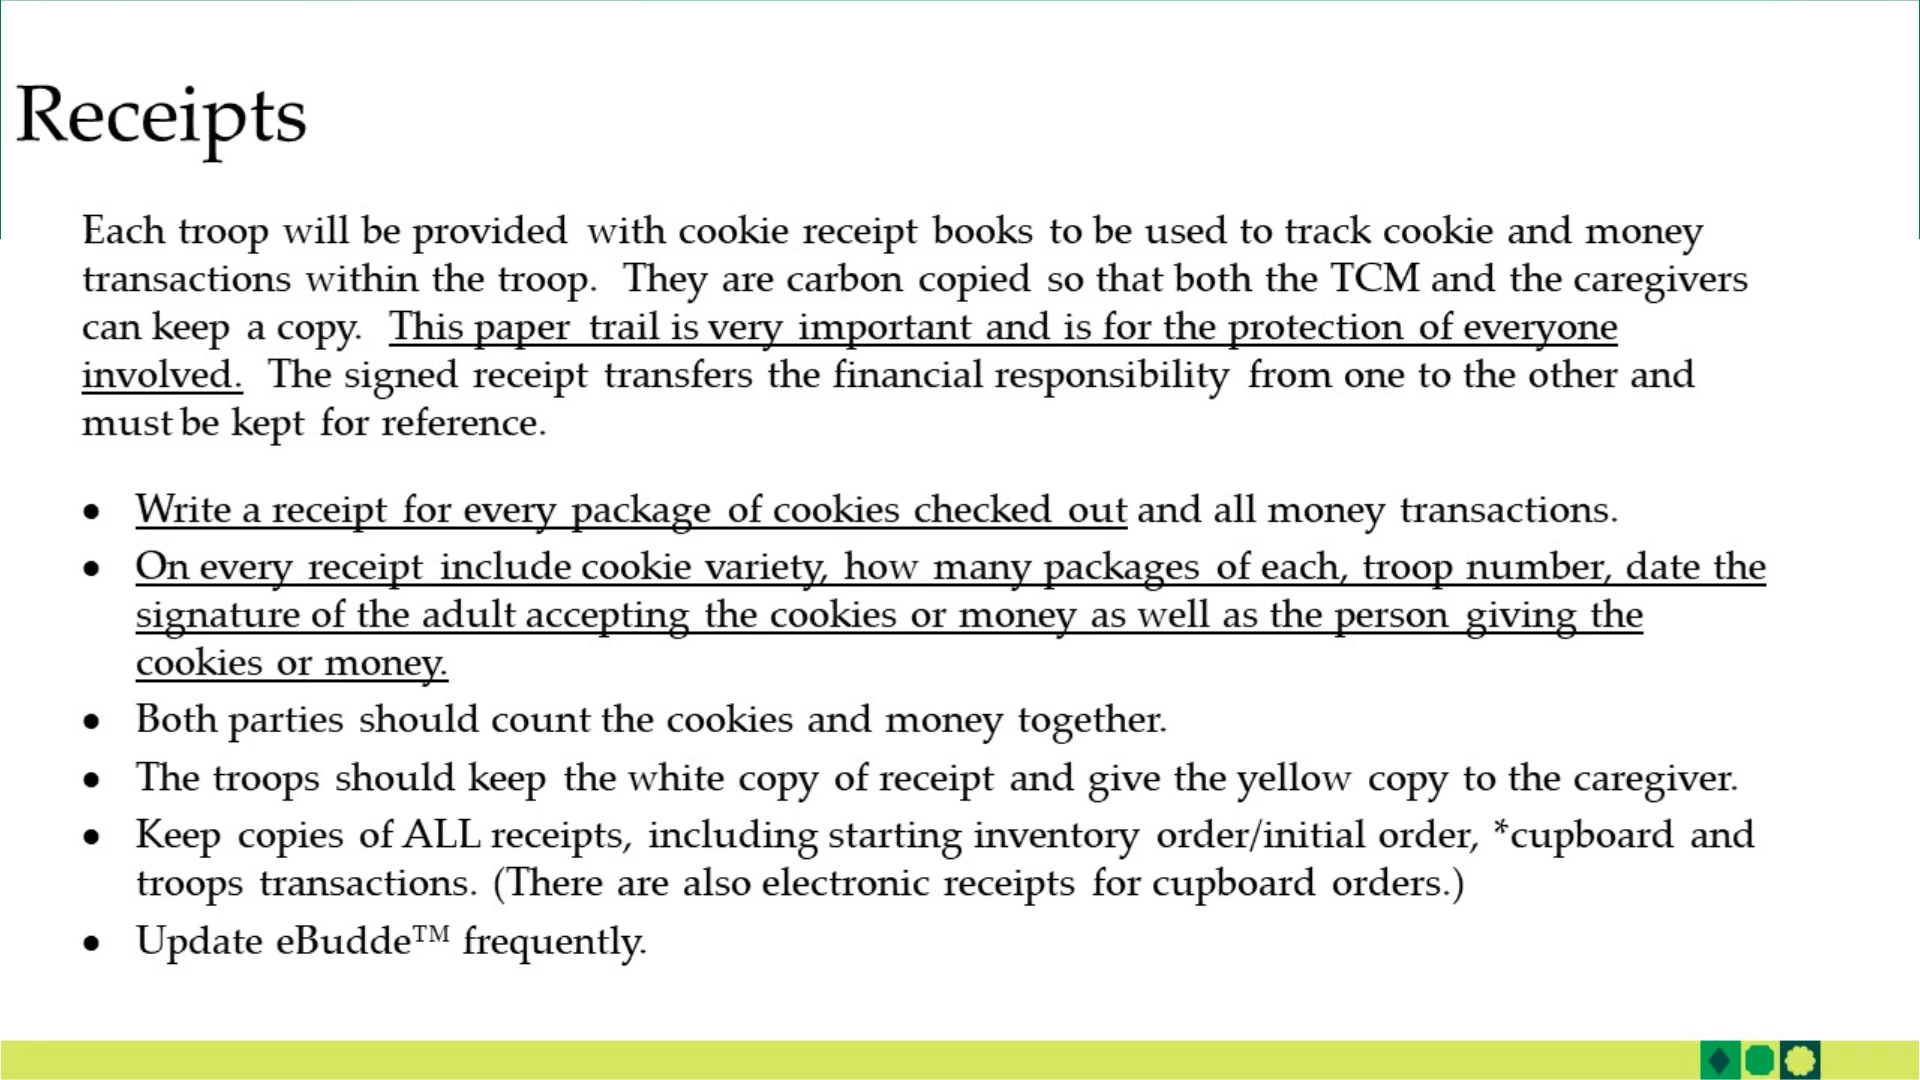 Receipts
Each troop will be provided with cookie receipt books to be used to track cookie and money
transactions within the troop. They are carbon copied so that both the TCM and the caregivers
can keep a copy. This paper trail is very important and is for the protection of everyone
involved. The signed receipt transfers the financial responsibility from one to the other and
must be kept for reference.
• Write a receipt for every package of cookies checked out and all money transactions.
• On every receipt include cookie variety, how many packages of each, troop number, date the
signature of the adult accepting the cookies or money as well as the person giving the
cookies or money.
• Both parties should count the cookies and money together.
• The troops should keep the white copy of receipt and give the yellow copy to the caregiver.
• Keep copies of ALL receipts, including starting inventory order/initial order, *cupboard and
troops transactions. (There are also electronic receipts for cupboard orders.)
• Update eBudde™ frequently.